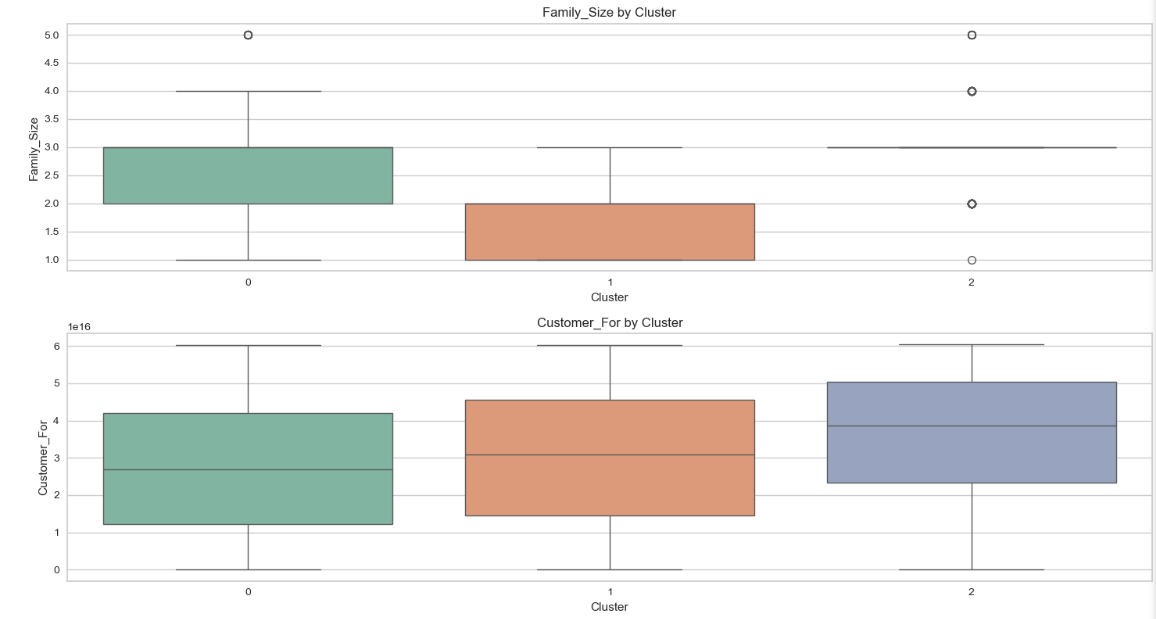 Family_Size by Cluster
5.0
4.5
4.0
3.5
3.0
2.5
2.0
1.5
1.0
Family_Size
0 1 2
Cluster
Customer_For by Cluster
1e16
6
5
4
3
2
1
0
Customer_For
0 1 2
Cluster